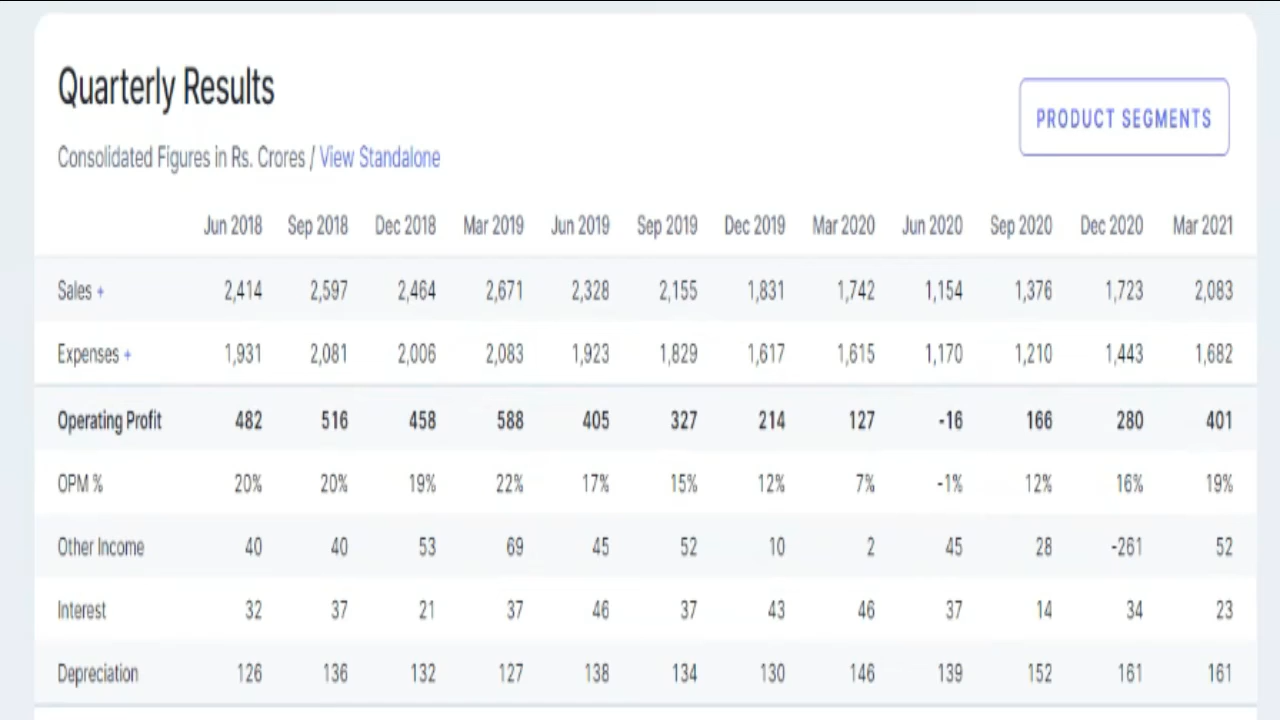 Quarterly Results
PRODUCT SEGMENTS
Consolidated Figures in Rs. Crores / View Standalone
Jun 2018 Sep 2018 Dec 2018 Mar 2019 Jun 2019 Sep 2019 Dec 2019 Mar 2020 Jun 2020 Sep 2020 Dec 2020 Mar 2021
Sales + 2,414 2,597 2,464 2,671 2,328 2,155 1,831 1,742 1,154 1,376 1,723 2,083
Expenses + 1,931 2,081 2,006 2,083 1,923 1,829 1,617 1,615 1,170 1,210 1,443 1,682
Operating Profit 482 516 458 588 405 327 214 127 -16 166 280 401
OPM % 20% 20% 19% 22% 17% 15% 12% 7% -1% 12% 16% 19%
Other Income 40 40 53 69 45 52 10 2 45 28 -261 52
Interest 32 37 21 37 46 37 43 46 37 14 34 23
Depreciation 126 136 132 127 138 134 130 146 139 152 161 161